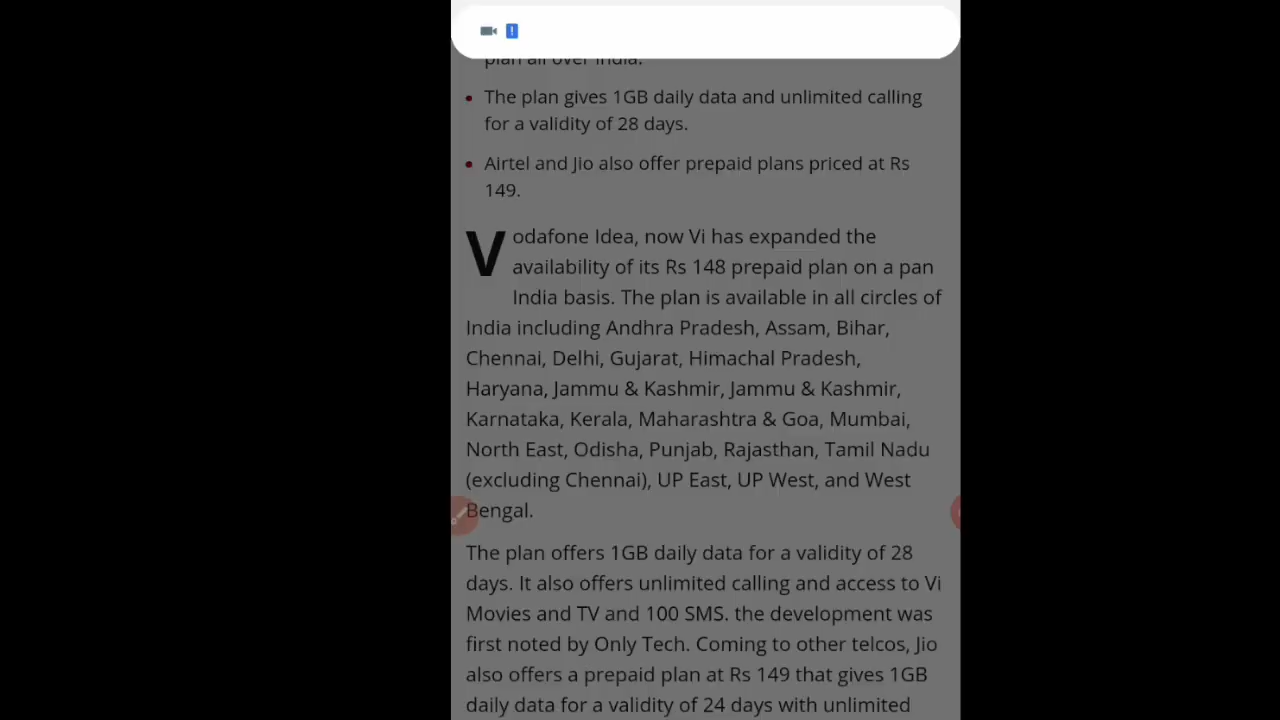 plan all over India.
• The plan gives 1GB daily data and unlimited calling
for a validity of 28 days.
• Airtel and Jio also offer prepaid plans priced at Rs
149.
Vodafone Idea, now Vi has expanded the
availability of its Rs 148 prepaid plan on a pan
India basis. The plan is available in all circles of
India including Andhra Pradesh, Assam, Bihar,
Chennai, Delhi, Gujarat, Himachal Pradesh,
Haryana, Jammu & Kashmir, Jammu & Kashmir,
Karnataka, Kerala, Maharashtra & Goa, Mumbai,
North East, Odisha, Punjab, Rajasthan, Tamil Nadu
(excluding Chennai), UP East, UP West, and West
Bengal.
The plan offers 1GB daily data for a validity of 28
days. It also offers unlimited calling and access to Vi
Movies and TV and 100 SMS. the development was
first noted by Only Tech. Coming to other telcos, Jio
also offers a prepaid plan at Rs 149 that gives 1GB
daily data for a validity of 24 days with unlimited